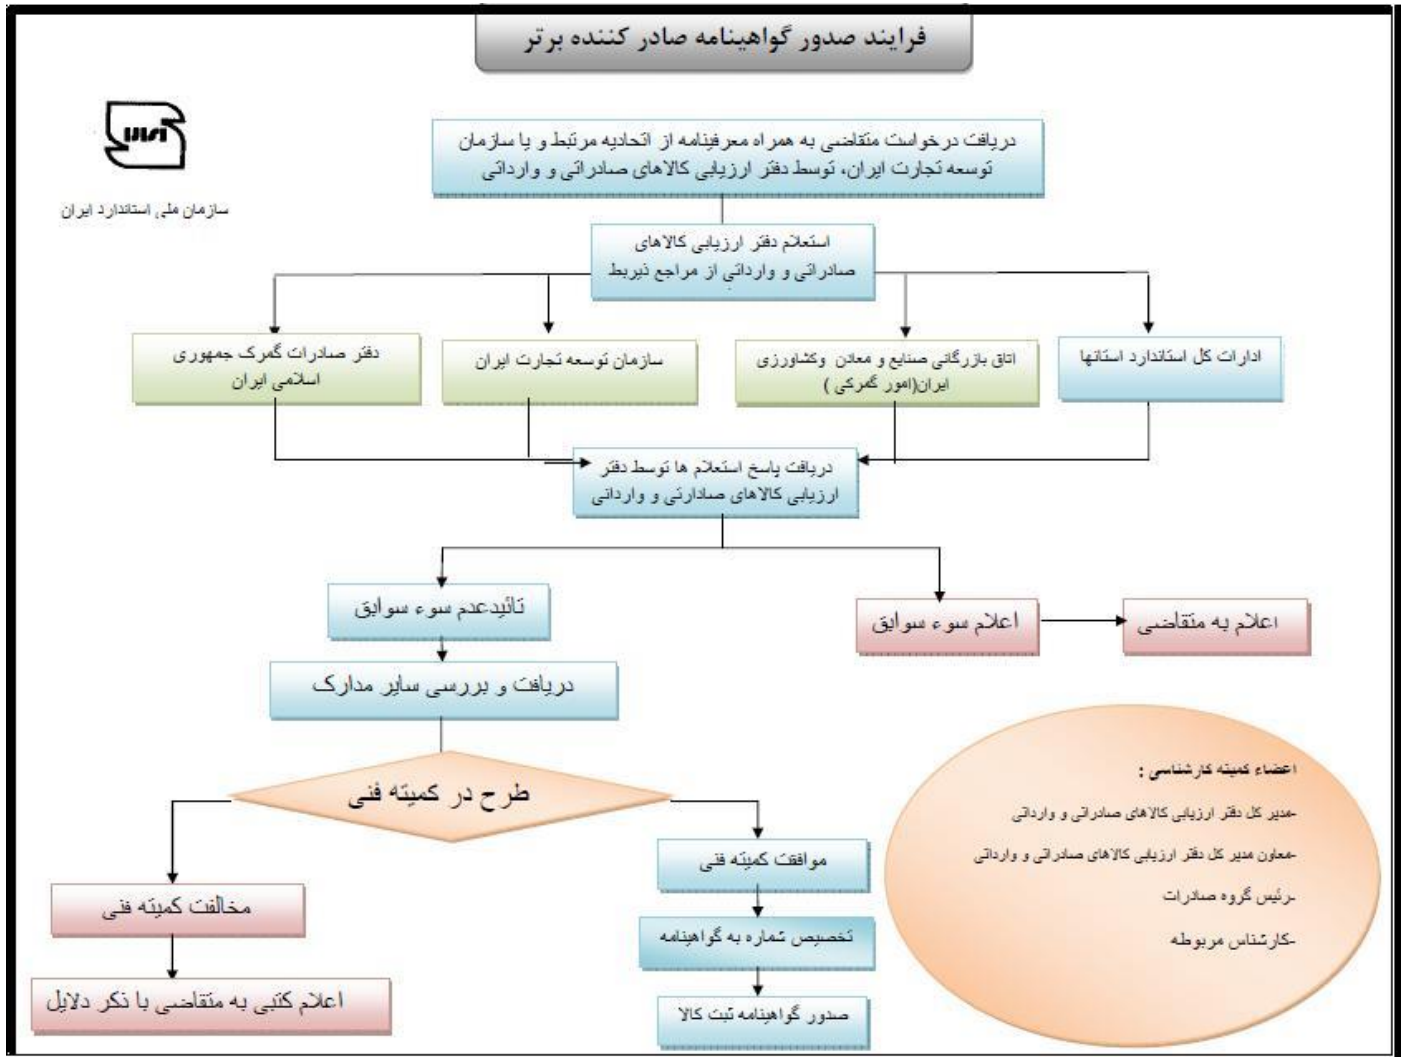 فرایند صدور گواهینامه صادر کننده برتر
سازمان ملی استاندارد ایران
دریافت درخواست متقاضی به همراه معرفینامه از اتحادیه مرتبط و یا سازمان
توسعه تجارت ایران، توسط دفتر ارزیابی کالاهای صادراتی و وارداتی
استعلام دفتر ارزیابی کالاهای
صادراتی و وارداتی از مراجع ذیربط
ادارات کل استاندارد استانها
اتاق بازرگانی صنایع و معادن وکشاورزی
ایران(امور گمرکی )
سازمان توسعه تجارت ایران
دفتر صادرات گمرک جمهوری
اسلامی ایران
دریافت پاسخ استعلام ها توسط دفتر
ارزیابی کالاهای صادارتی و وارداتی
تائیدعدم سوء سوابق
اعلام سوء سوابق
اعلام به متقاضی
دریافت و بررسی سایر مدارک
طرح در کمیته فنی
موافقت کمیته فنی
مخالفت کمیته فنی
تخصیص شماره به گواهینامه
اعلام کتبی به متقاضی با ذکر دلایل
صدور گواهینامه ثبت کالا
اعضاء کمیته کارشناسی :
-مدیر کل دفتر ارزیابی کالاهای صادراتی و وارداتی
-معاون مدیر کل دفتر ارزیابی کالاهای صادراتی و وارداتی
-رئیس گروه صادرات
-کارشناس مربوطه